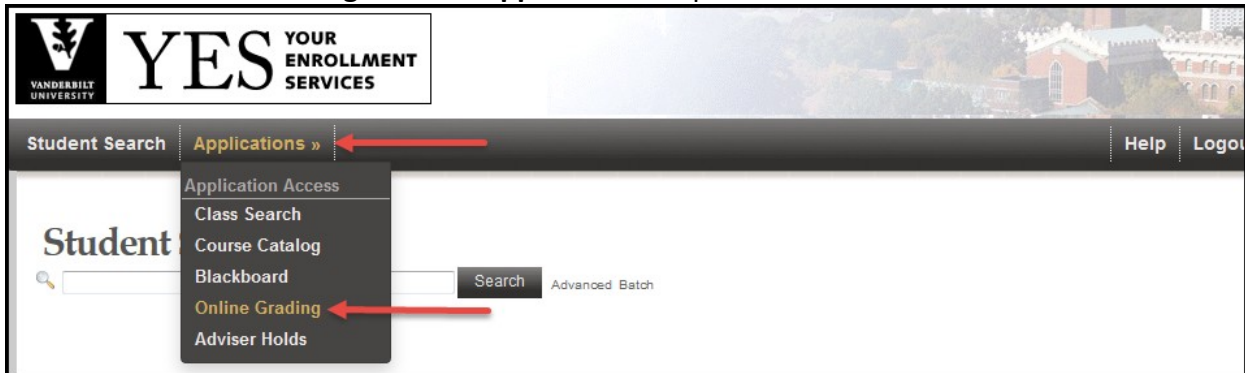 VANDERBILT
UNIVERSITY
YES YOUR
ENROLLMENT
SERVICES
Student Search Applications » Help Logou
Application Access
Class Search
Student
Course Catalog
Blackboard
Search Advanced Batch
Online Grading
Adviser Holds